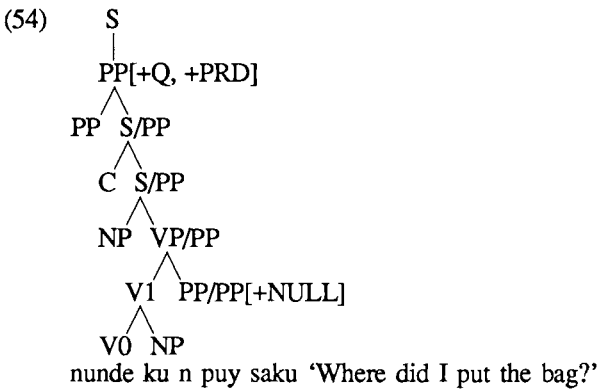 (54) S
PP[+Q, +PRD]
PP S/PP
C S/PP
NP VP/PP
V1 PP/PP[+NULL]
V0 NP
nunde ku n puy saku ‘Where did I put the bag?’